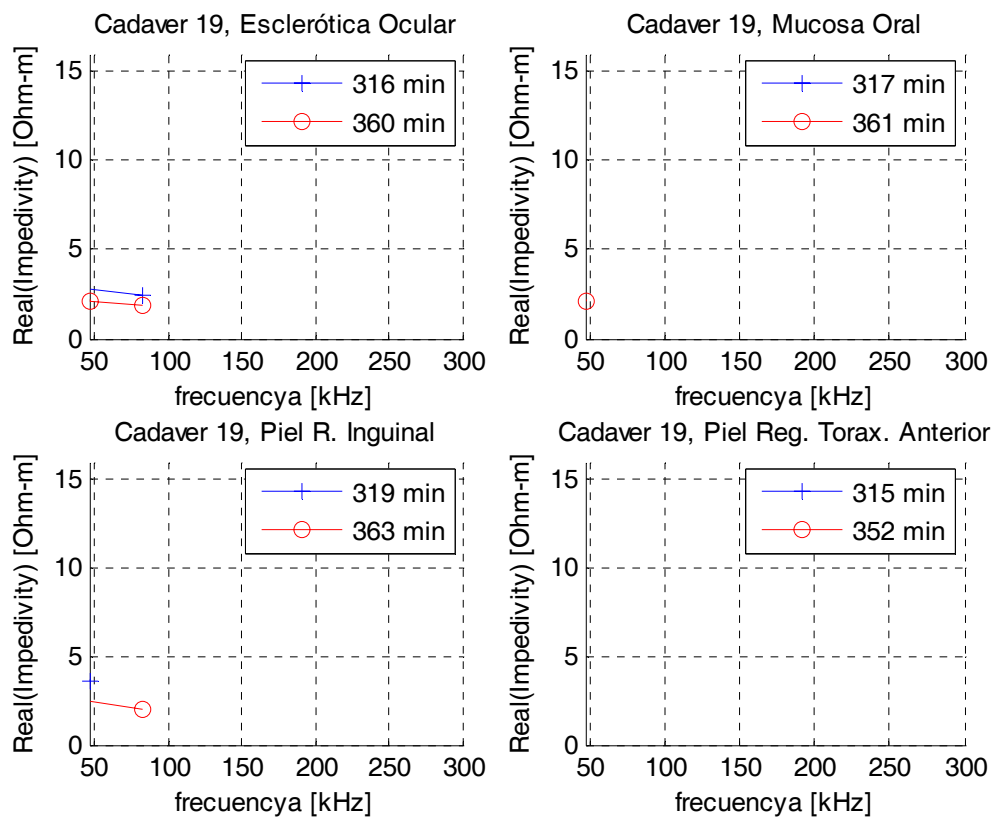 Cadaver 19, Esclerótica Ocular
Real(Impedivity) [Ohm-m]
15
10
5
0
316 min
360 min
50 100 150 200 250 300
frecuencya [kHz]
Cadaver 19, Mucosa Oral
Real(Impedivity) [Ohm-m]
15
10
5
0
317 min
361 min
50 100 150 200 250 300
frecuencya [kHz]
Cadaver 19, Piel R. Inguinal
Real(Impedivity) [Ohm-m]
15
10
5
0
319 min
363 min
50 100 150 200 250 300
frecuencya [kHz]
Cadaver 19, Piel Reg. Torax. Anterior
Real(Impedivity) [Ohm-m]
15
10
5
0
315 min
352 min
50 100 150 200 250 300
frecuencya [kHz]